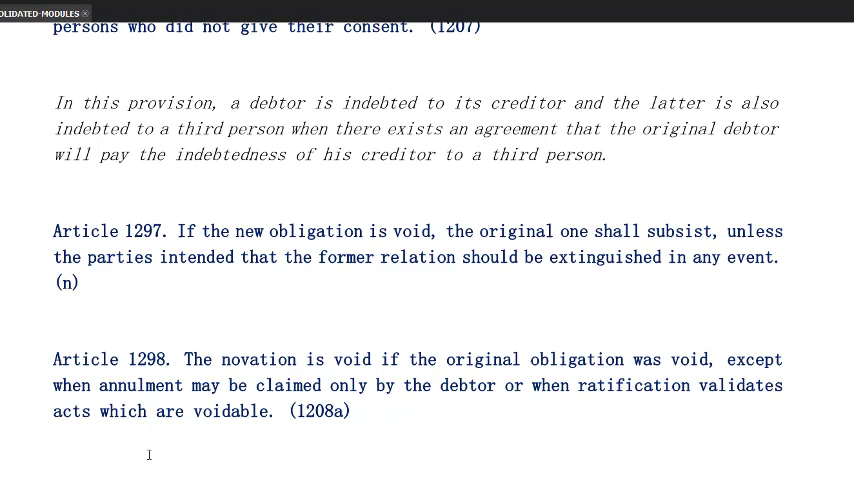 OLIDATED-MODULES
persons who did not give their consent. (1207)
In this provision, a debtor is indebted to its creditor and the latter is also
indebted to a third person when there exists an agreement that the original debtor
will pay the indebtedness of his creditor to a third person.
Article 1297. If the new obligation is void, the original one shall subsist, unless
the parties intended that the former relation should be extinguished in any event.
(n)
Article 1298. The novation is void if the original obligation was void, except
when annulment may be claimed only by the debtor or when ratification validates
acts which are voidable. (1208a)